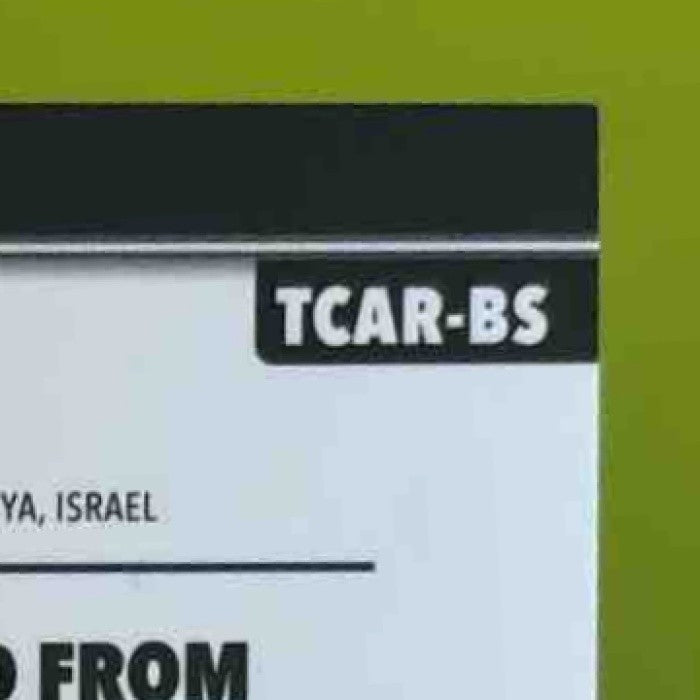 TCAR-BS
YA, ISRAEL
FROM